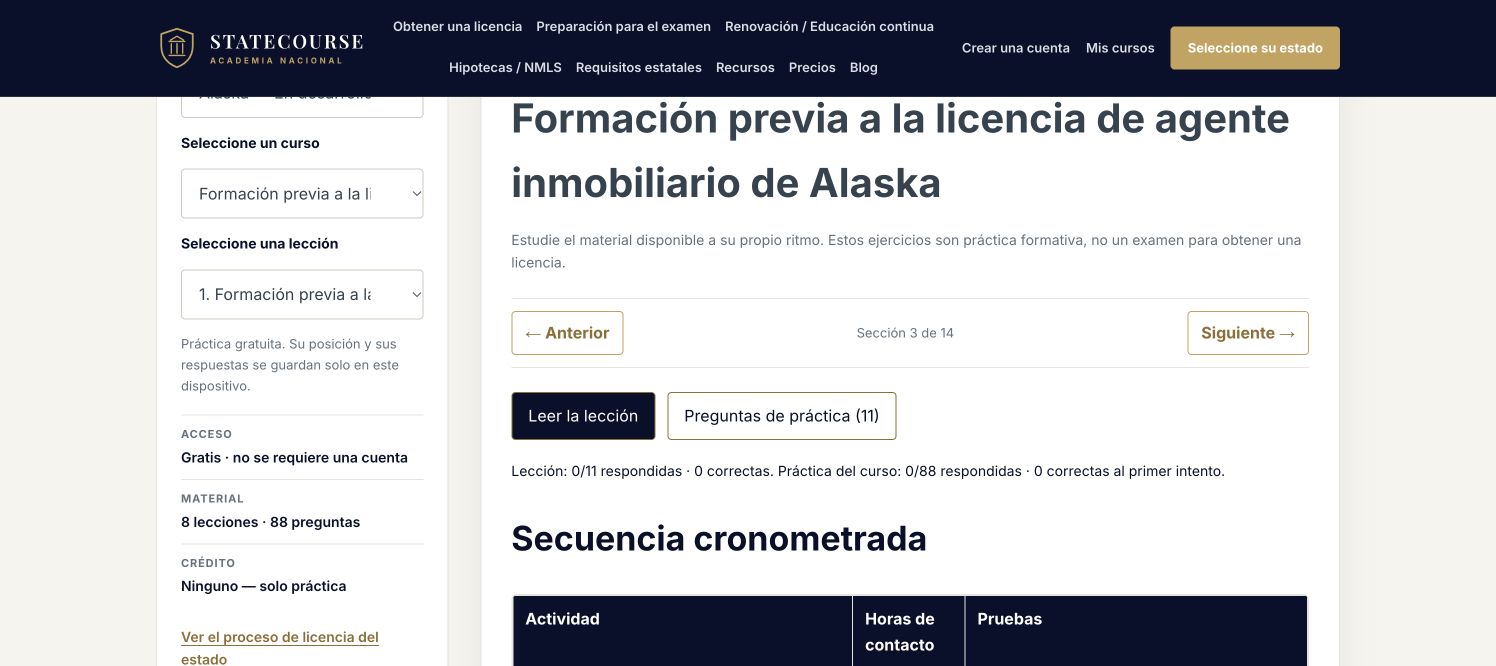 STATECOURSE
ACADEMIA NACIONAL
Obtener una licencia Preparación para el examen Renovación / Educación continua
Hipotecas / NMLS Requisitos estatales Recursos Precios Blog
Crear una cuenta Mis cursos Seleccione su estado
Seleccione un curso
Formación previa a la li
Seleccione una lección
1. Formación previa a la
Práctica gratuita. Su posición y sus
respuestas se guardan solo en este
dispositivo.
ACCESO
Gratis · no se requiere una cuenta
MATERIAL
8 lecciones · 88 preguntas
CRÉDITO
Ninguno — solo práctica
Ver el proceso de licencia del
estado
Formación previa a la licencia de agente
inmobiliario de Alaska
Estudie el material disponible a su propio ritmo. Estos ejercicios son práctica formativa, no un examen para obtener una
licencia.
← Anterior Sección 3 de 14 Siguiente →
Leer la lección Preguntas de práctica (11)
Lección: 0/11 respondidas · 0 correctas. Práctica del curso: 0/88 respondidas · 0 correctas al primer intento.
Secuencia cronometrada
Actividad Horas de contacto Pruebas